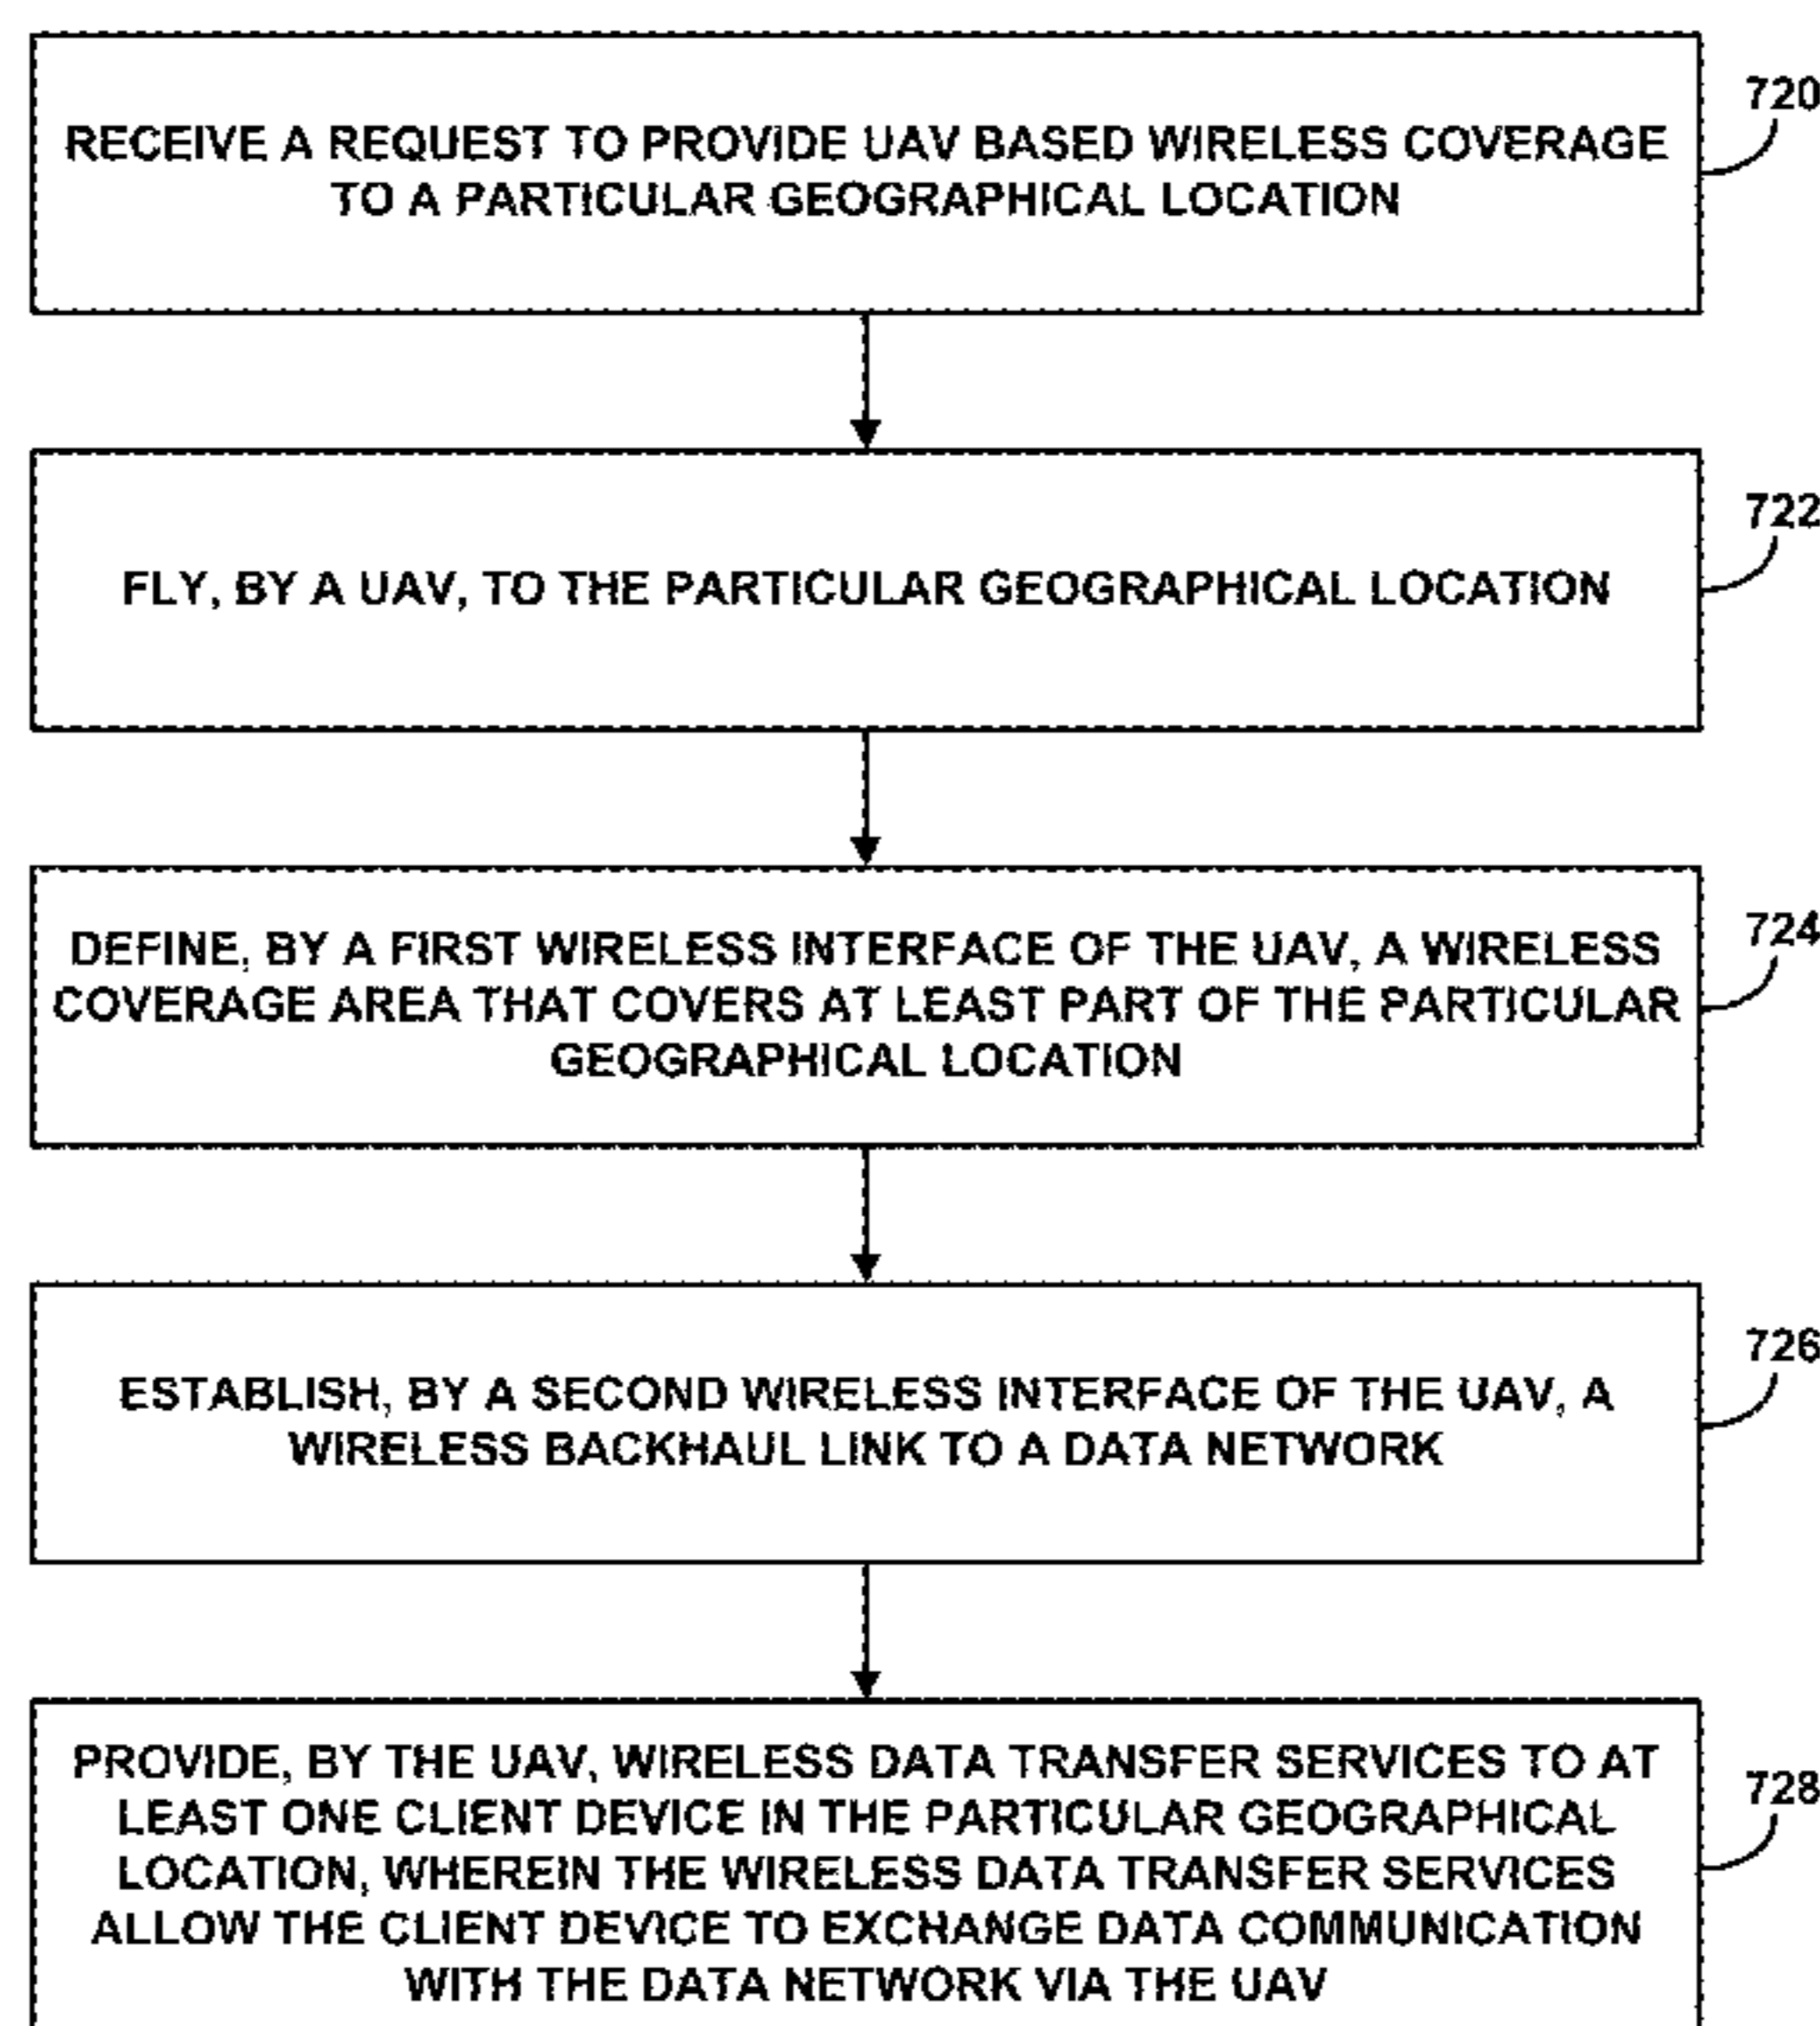 720
RECEIVE A REQUEST TO PROVIDE UAV BASED WIRELESS COVERAGE
TO A PARTICULAR GEOGRAPHICAL LOCATION
722
FLY, BY A UAV, TO THE PARTICULAR GEOGRAPHICAL LOCATION
724
DEFINE, BY A FIRST WIRELESS INTERFACE OF THE UAV, A WIRELESS
COVERAGE AREA THAT COVERS AT LEAST PART OF THE PARTICULAR
GEOGRAPHICAL LOCATION
726
ESTABLISH, BY A SECOND WIRELESS INTERFACE OF THE UAV, A
WIRELESS BACKHAUL LINK TO A DATA NETWORK
728
PROVIDE, BY THE UAV, WIRELESS DATA TRANSFER SERVICES TO AT
LEAST ONE CLIENT DEVICE IN THE PARTICULAR GEOGRAPHICAL
LOCATION, WHEREIN THE WIRELESS DATA TRANSFER SERVICES
ALLOW THE CLIENT DEVICE TO EXCHANGE DATA COMMUNICATION
WITH THE DATA NETWORK VIA THE UAV